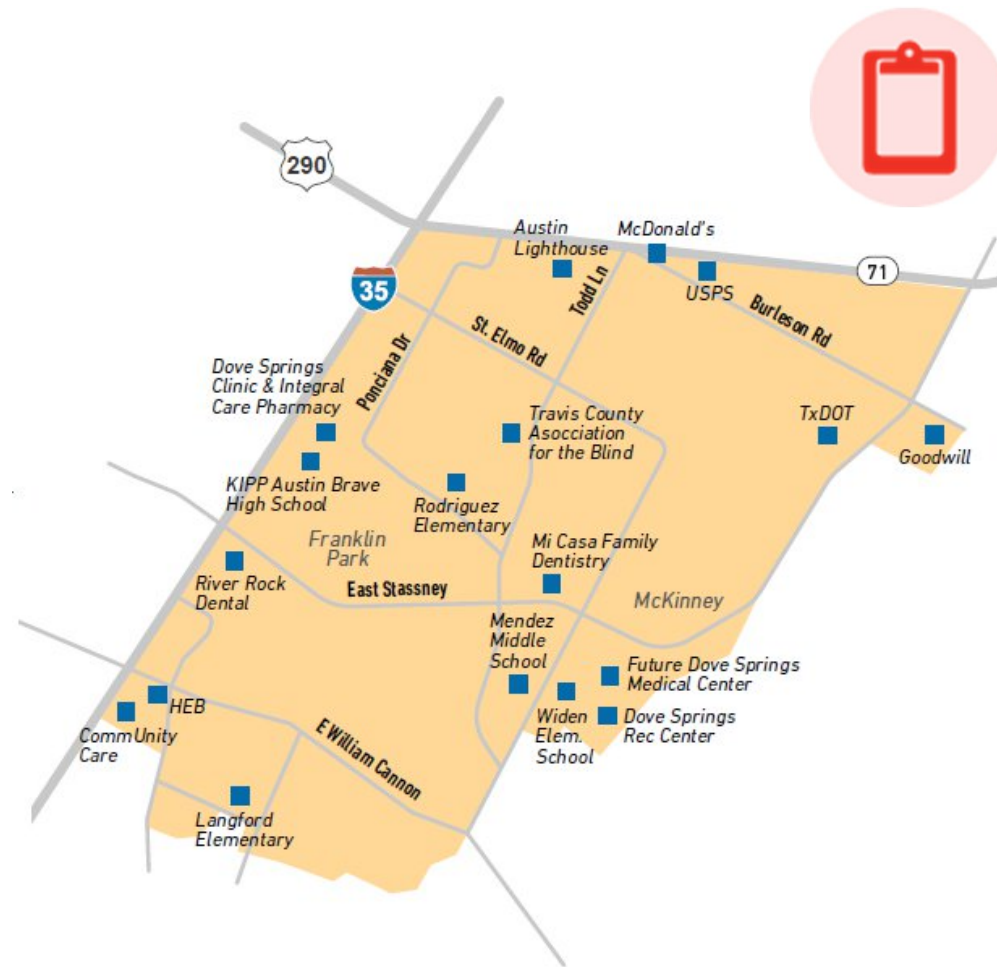 290
Austin
Lighthouse
McDonald's
71
35
USPS
Todd Ln
Burleson Rd
St. Elmo Rd
Ponciana Dr
Dove Springs
Clinic & Integral
Care Pharmacy
Travis County
Asocciation
for the Blind
TxDOT
Goodwill
KIPP Austin Brave
High School
Rodriguez
Elementary
Franklin
Park
Mi Casa Family
Dentistry
River Rock
Dental
East Stassney
McKinney
Mendez
Middle
School
Future Dove Springs
Medical Center
HEB
Widen
Elem.
School
Dove Springs
Rec Center
CommUnity
Care
E William Cannon
Langford
Elementary